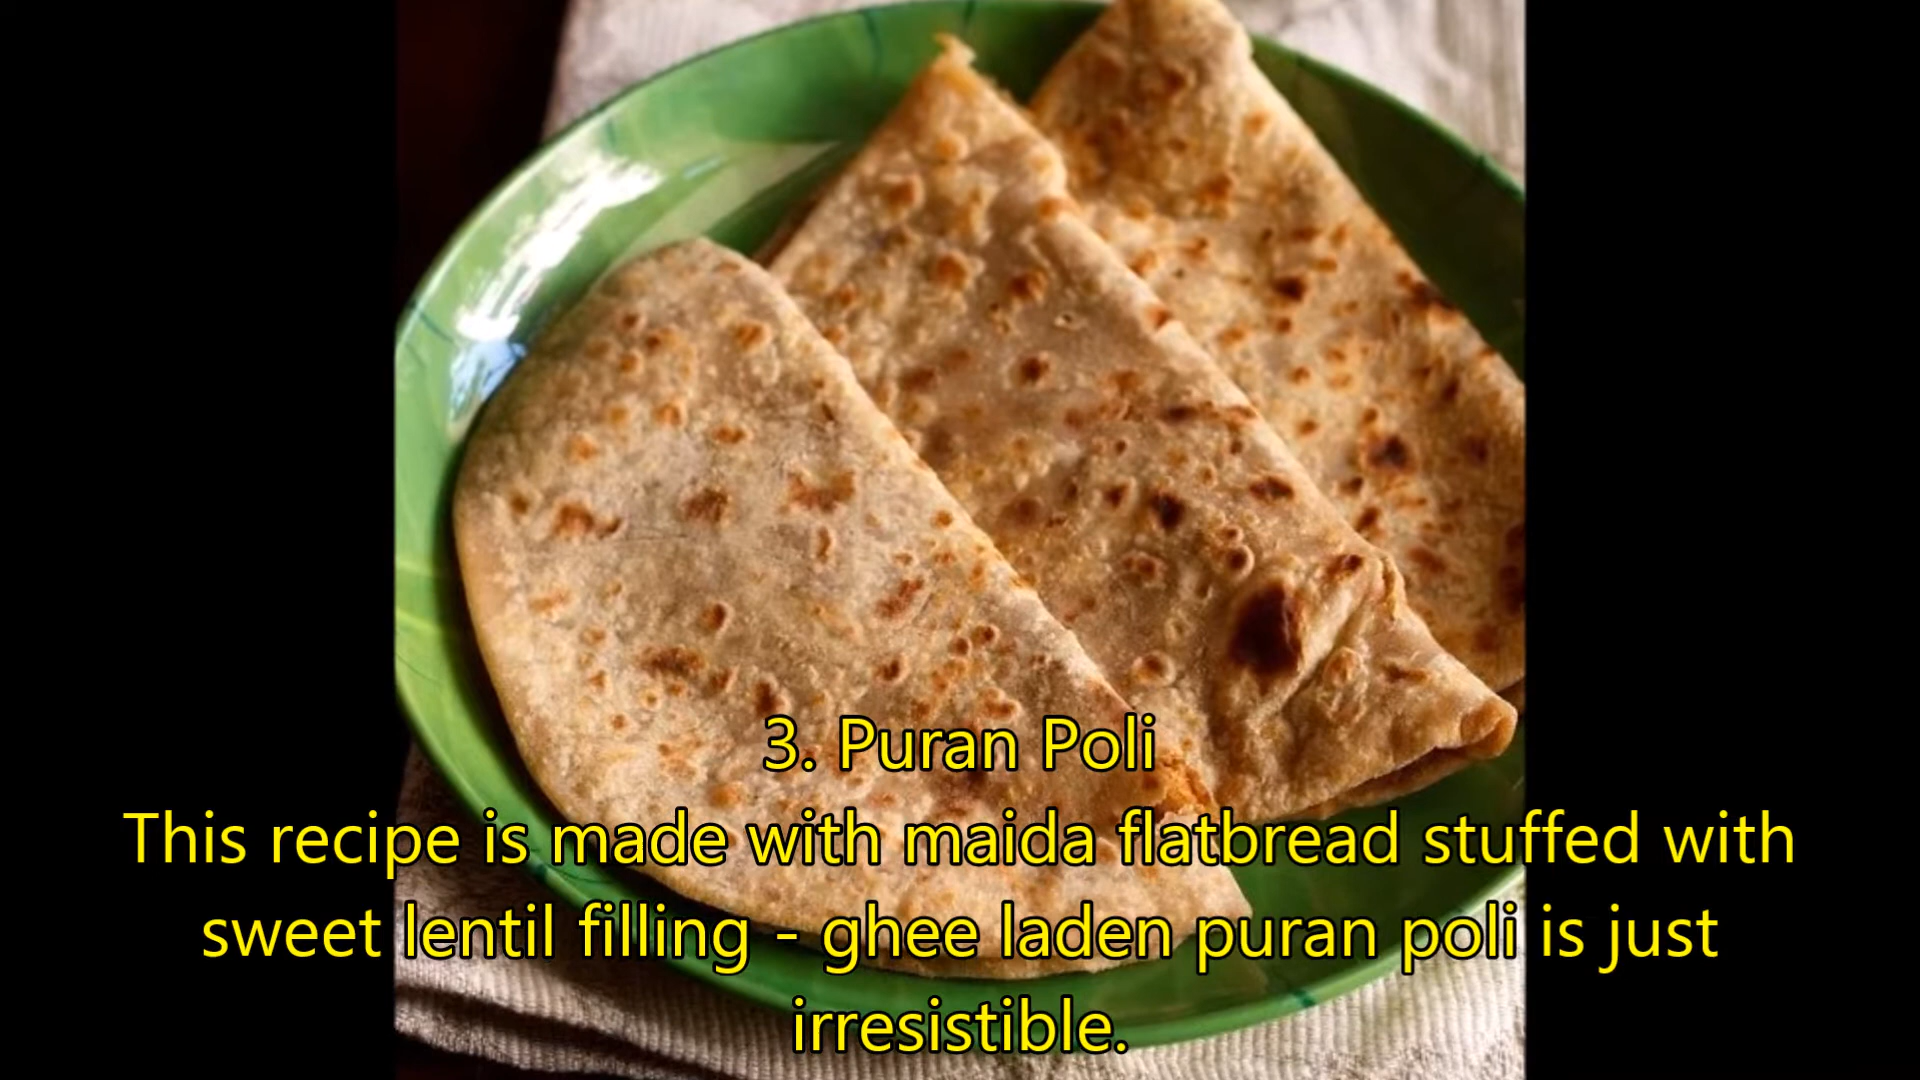 3. Puran Poli
This recipe is made with maida flatbread stuffed with
sweet lentil filling - ghee laden puran poli is just
irresistible.